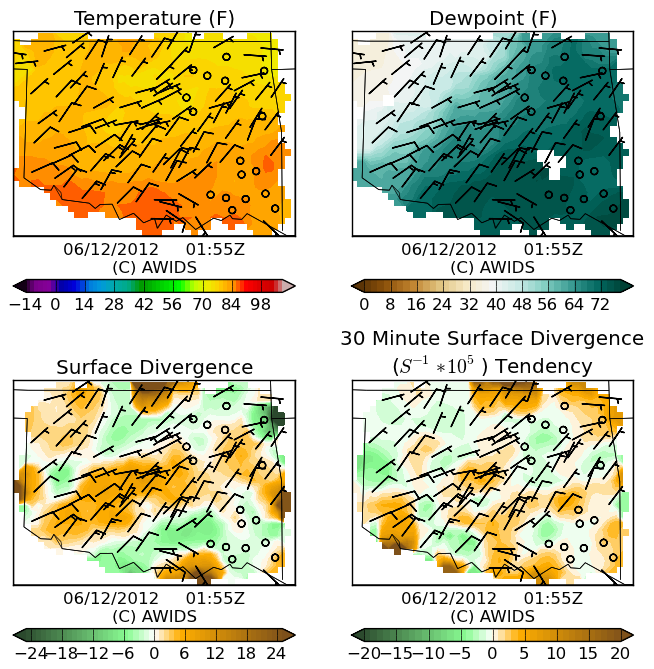 Temperature (F)
Dewpoint (F)
06/12/2012 01:55Z
(C) AWIDS
06/12/2012 01:55Z
(C) AWIDS
−14 0 14 28 42 56 70 84 98
0 8 16 24 32 40 48 56 64 72
Surface Divergence
30 Minute Surface Divergence
(S⁻¹ ∗10⁵ ) Tendency
06/12/2012 01:55Z
(C) AWIDS
06/12/2012 01:55Z
(C) AWIDS
−24 −18 −12 −6 0 6 12 18 24
−20 −15 −10 −5 0 5 10 15 20